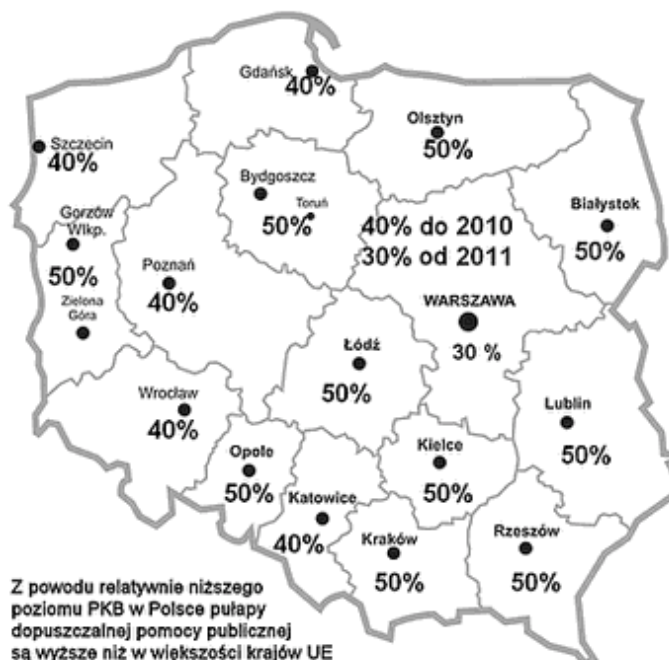 Gdańsk
40%
Olsztyn
50%
Szczecin
40%
Bydgoszcz
Toruń
50%
40% do 2010
30% od 2011
Białystok
50%
Gorzów
Wlkp.
50%
Zielona
Góra
Poznań
40%
WARSZAWA
30 %
Łódź
50%
Wrocław
40%
Lublin
50%
Opole
50%
Kielce
50%
Katowice
40%
Kraków
50%
Rzeszów
50%
Z powodu relatywnie niższego
poziomu PKB w Polsce pułapy
dopuszczalnej pomocy publicznej
są wyższe niż w większości krajów UE